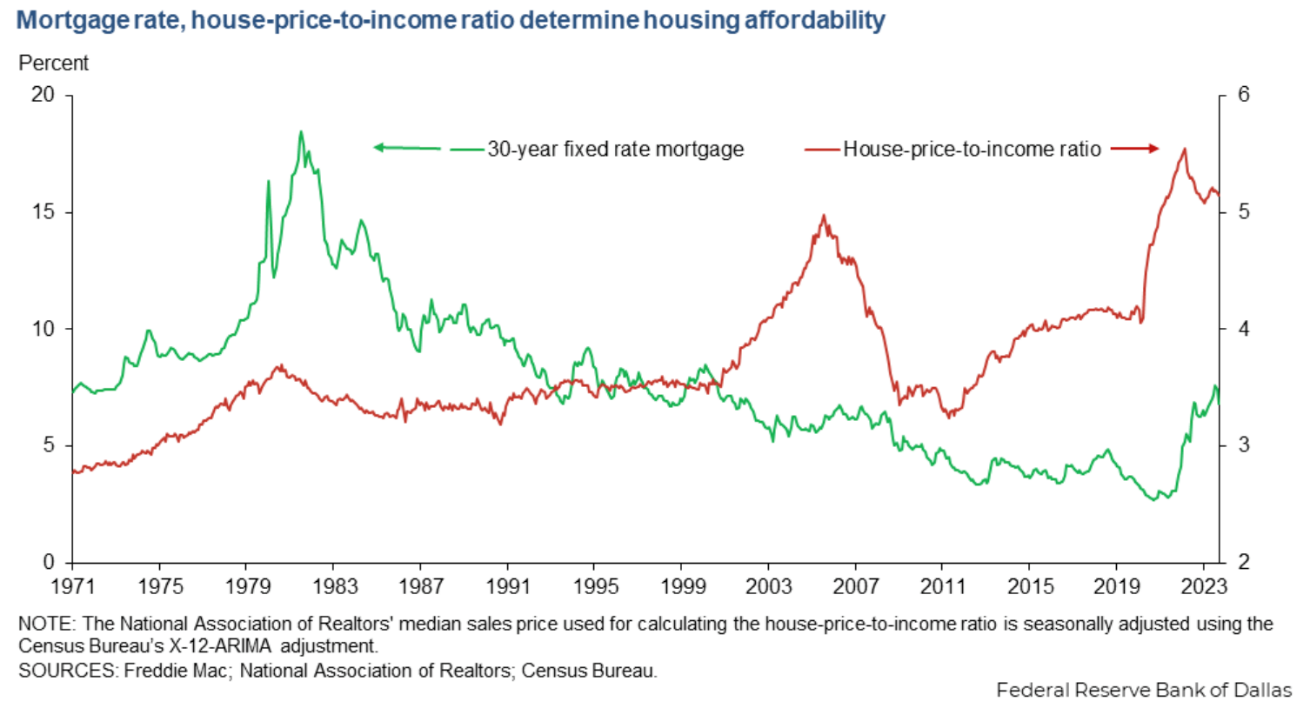 Mortgage rate, house-price-to-income ratio determine housing affordability
Percent
20
6
30-year fixed rate mortgage
House-price-to-income ratio
15
5
10
4
5
3
0
2
1971 1975 1979 1983 1987 1991 1995 1999 2003 2007 2011 2015 2019 2023
NOTE: The National Association of Realtors' median sales price used for calculating the house-price-to-income ratio is seasonally adjusted using the
Census Bureau's X-12-ARIMA adjustment.
SOURCES: Freddie Mac; National Association of Realtors; Census Bureau.
Federal Reserve Bank of Dallas